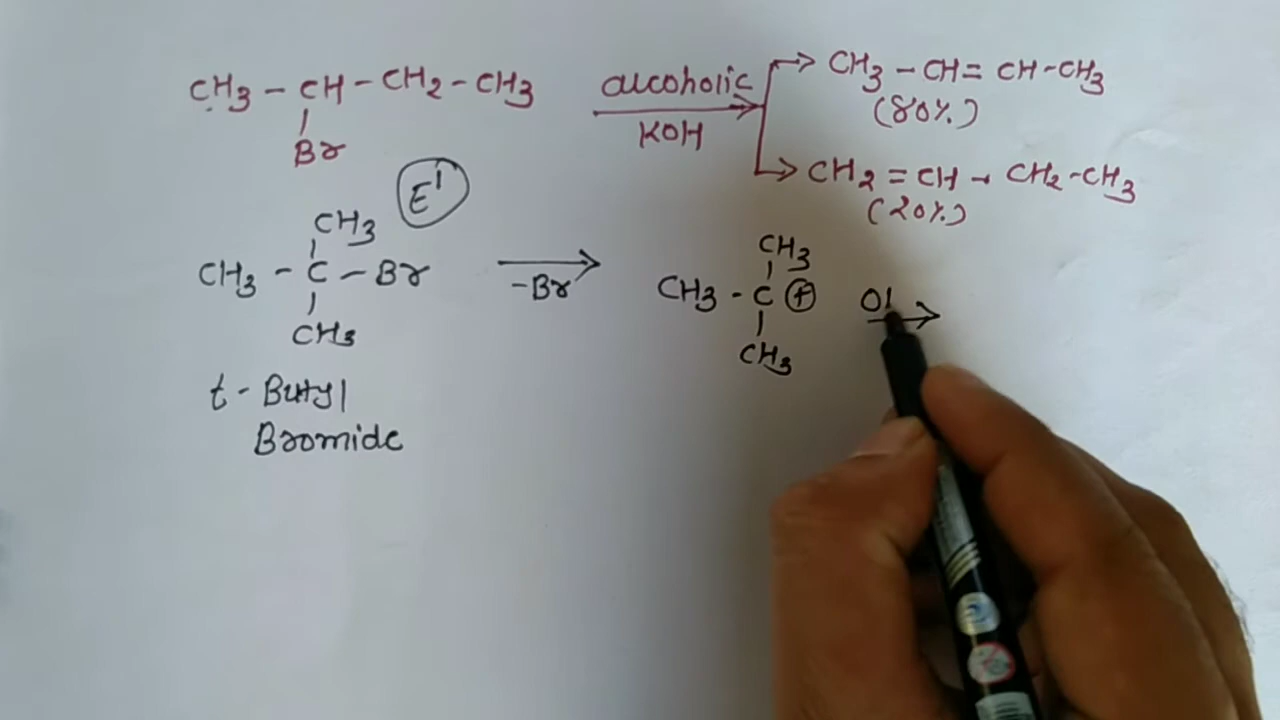 CH3 - CH - CH2 - CH3
|
Br
alcoholic
KOH
CH3 - CH = CH - CH3
(80%)
CH2 = CH - CH2 - CH3
(20%)
E1
CH3
|
CH3 - C - Br
|
CH3
t - Butyl
Bromide
-Br
CH3
|
CH3 - C ⊕
|
CH3